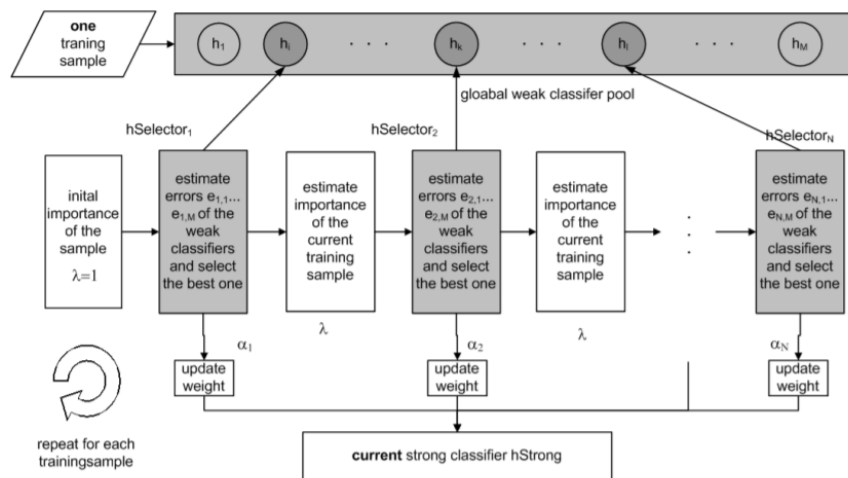 one
traning
sample
h1
hi
. . .
hk
. . .
hl
. . .
hM
gloabal weak classifer pool
hSelector1
hSelector2
hSelectorN
inital
importance
of the
sample
λ=1
estimate
errors e1,1...
e1,M of the
weak
classifiers
and select
the best one
estimate
importance
of the
current
training
sample
λ
estimate
errors e2,1...
e2,M of the
weak
classifiers
and select
the best one
estimate
importance
of the
current
training
sample
λ
.
.
.
estimate
errors eN,1...
eN,M of the
weak
classifiers
and select
the best one
α1
α2
αN
update
weight
update
weight
update
weight
repeat for each
trainingsample
current strong classifier hStrong